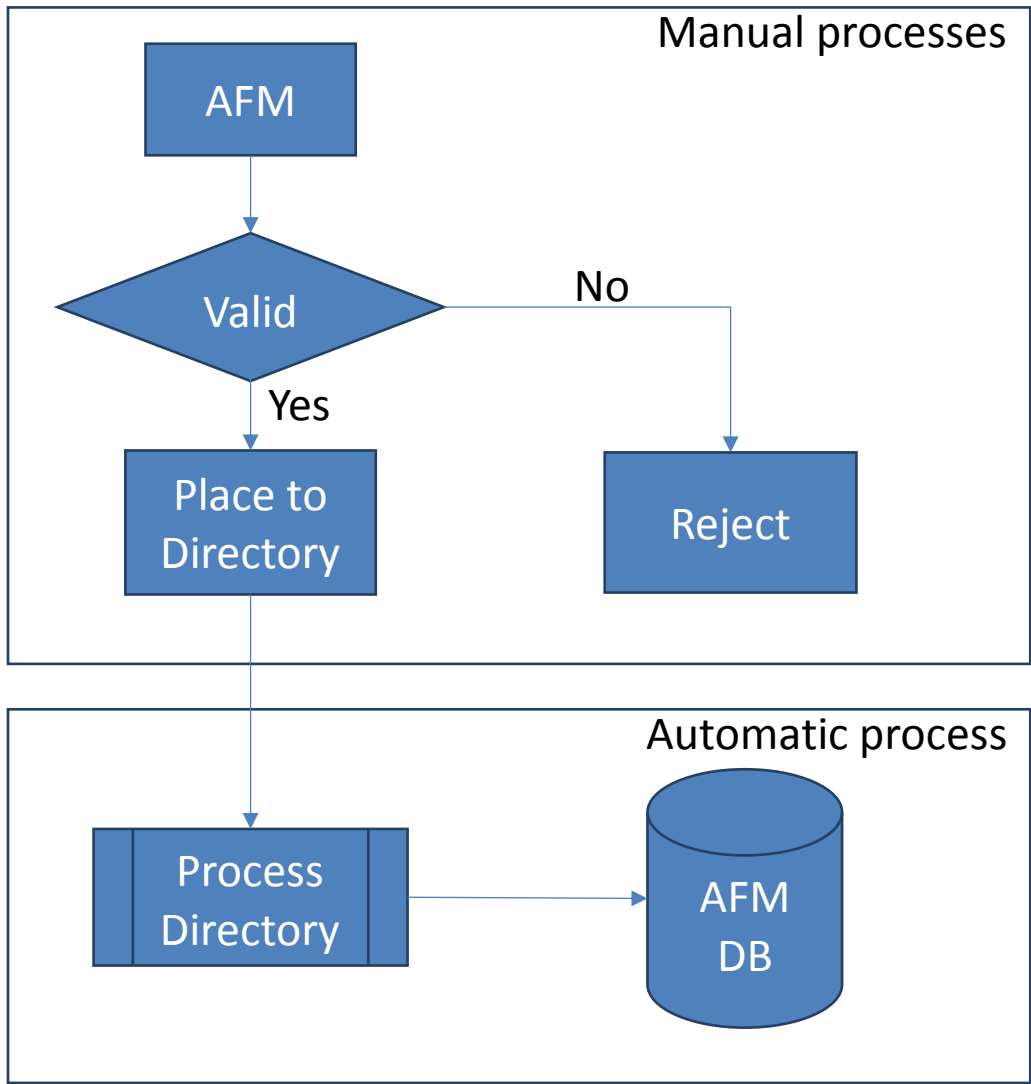 Manual processes
AFM
Valid
No
Yes
Place to
Directory
Reject
Automatic process
Process
Directory
AFM
DB